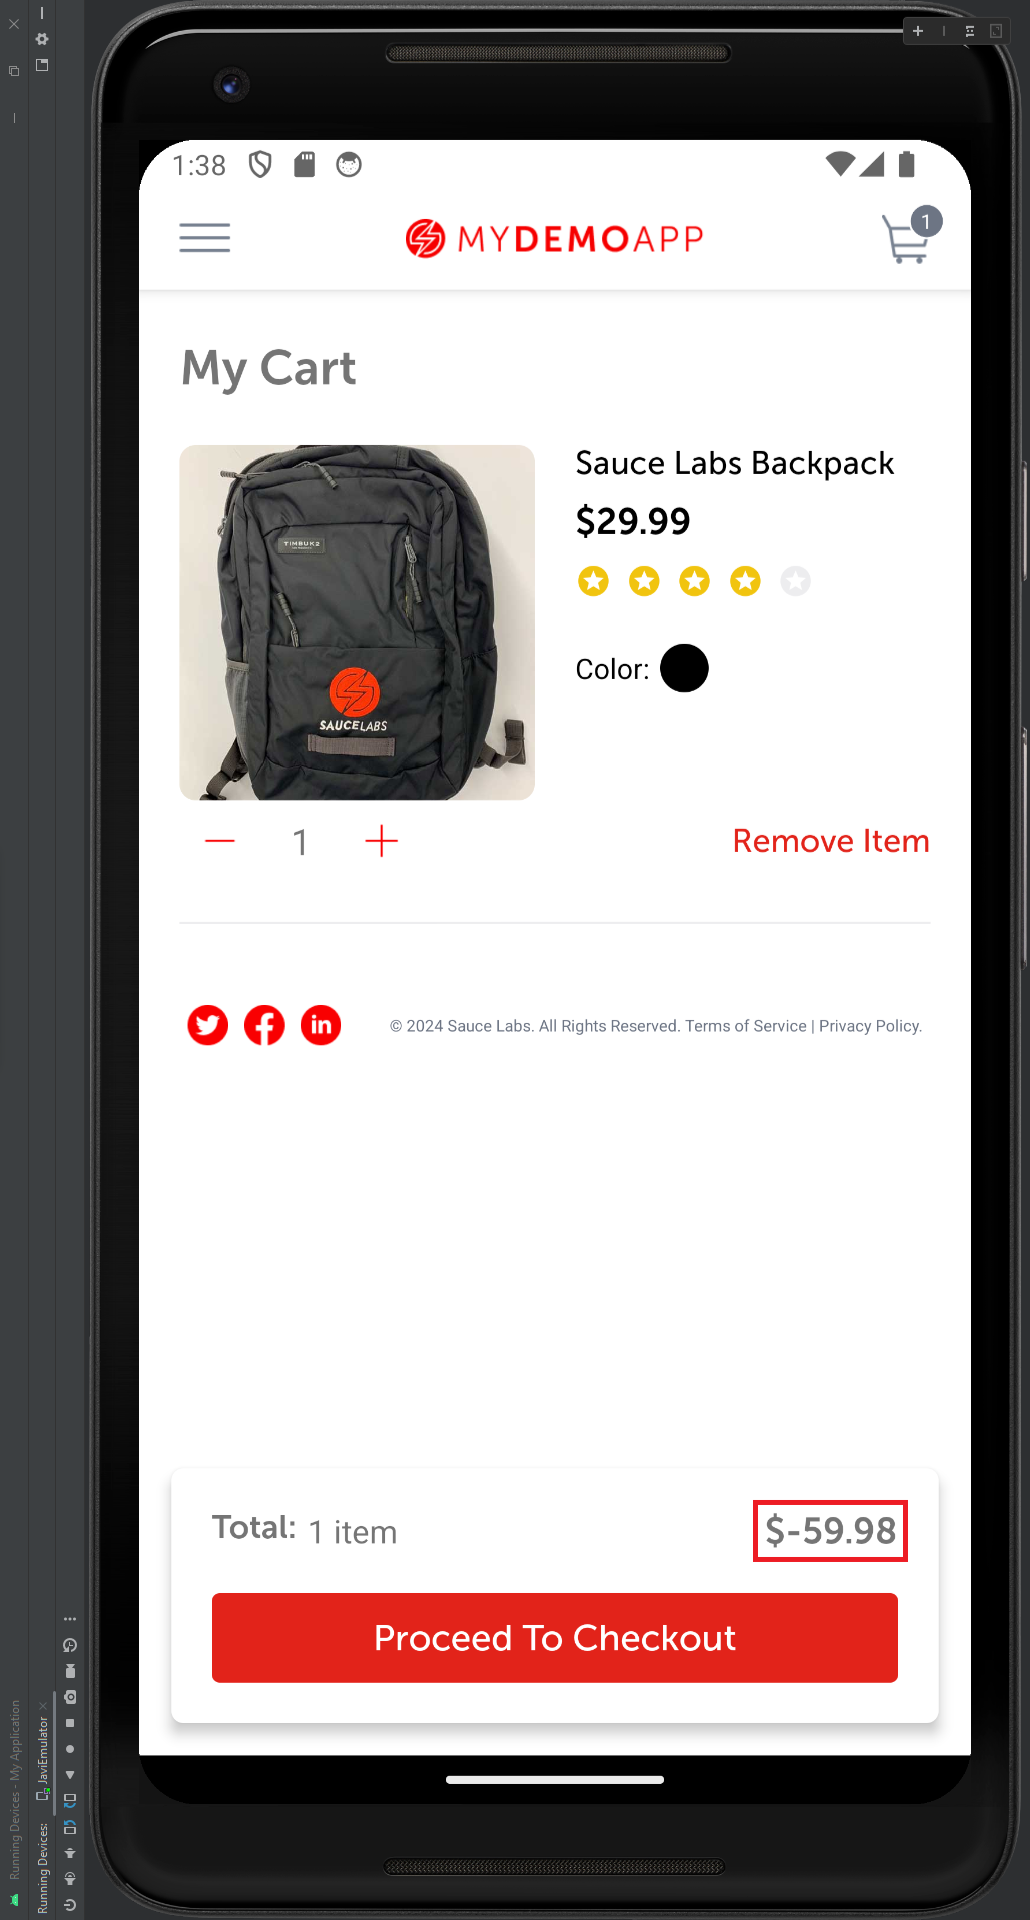 1:38
MYDEMOAPP
1
My Cart
TIMBUK2
SAUCELABS
Sauce Labs Backpack
$29.99
Color:
1
Remove Item
© 2024 Sauce Labs. All Rights Reserved. Terms of Service | Privacy Policy.
Total: 1 item
$-59.98
Proceed To Checkout
Running Devices - My Application
Running Devices: JaviEmulator